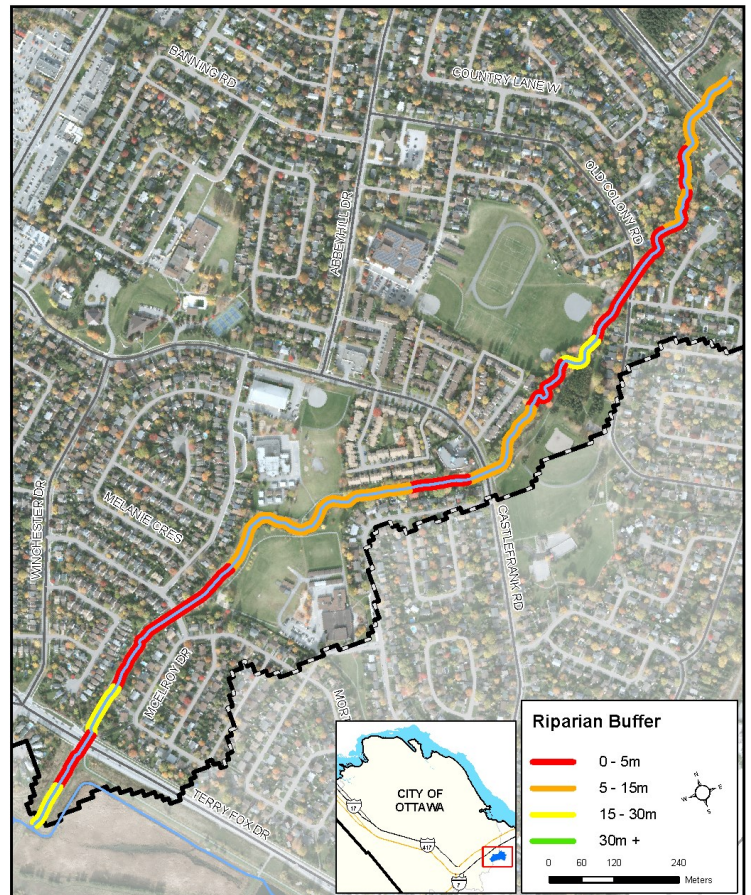 BANNING RD
COUNTRY LANE W
OLD COLONY RD
ABBEYHILL DR
WINCHESTER DR
MELANIE CRES
CASTLEFRANK RD
MCELROY DR
TERRY FOX DR
CITY OF
OTTAWA
17
417
7
Riparian Buffer
0 - 5m
5 - 15m
15 - 30m
30m +
N
W E
S
0 60 120 240
Meters